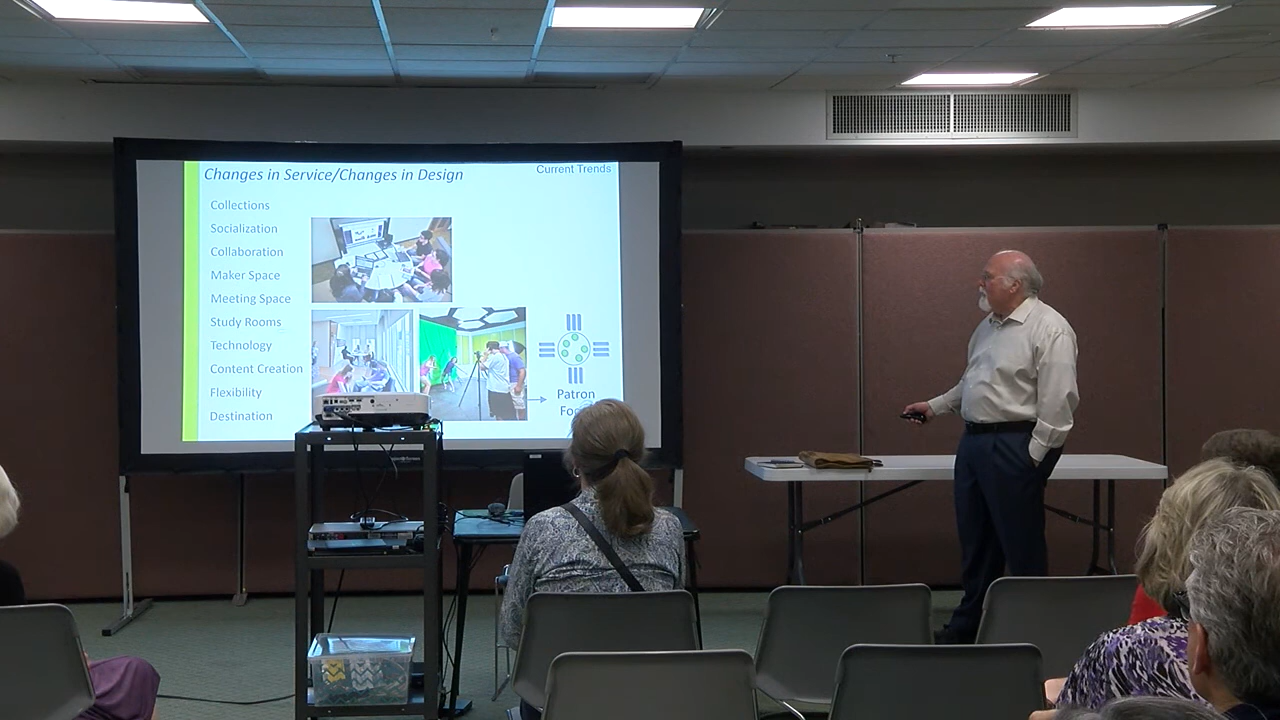 Changes in Service/Changes in Design
Current Trends
Collections
Socialization
Collaboration
Maker Space
Meeting Space
Study Rooms
Technology
Content Creation
Flexibility
Destination
Patron